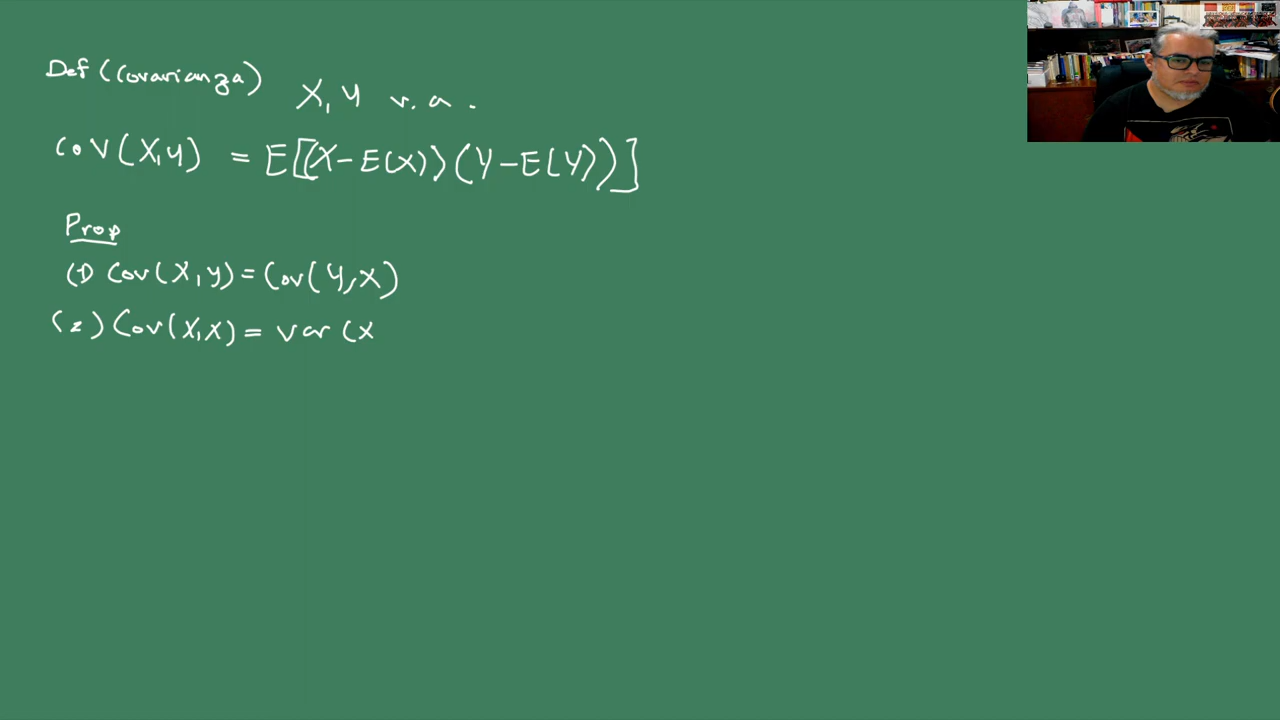 Def (Covarianza) X, Y v.a.
Cov(X,Y) = E[(X-E(X))(Y-E(Y))]
Prop
(1) Cov(X,Y) = Cov(Y,X)
(2) Cov(X,X) = Var(X